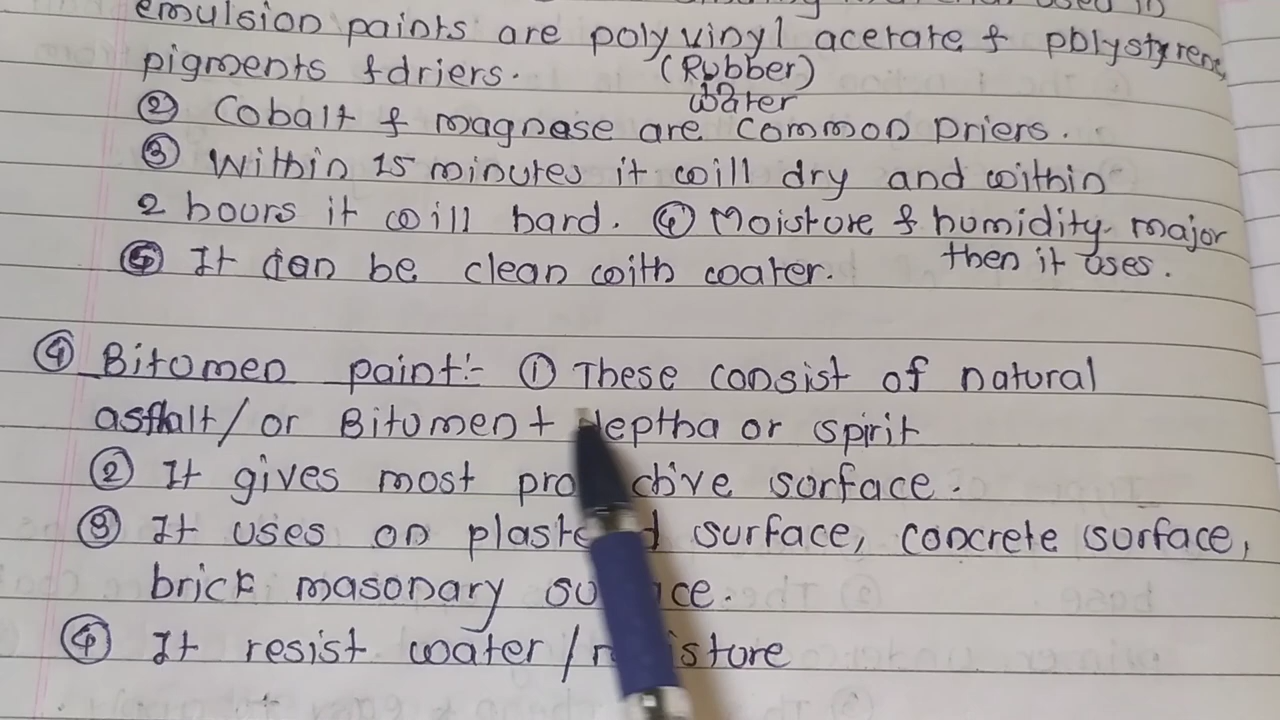 emulsion paints are poly vinyl acetate & polystyrene
pigments & driers. (Rubber)
water
② Cobalt & magnase are common Driers.
③ Within 15 minutes it will dry and within
2 hours it will hard. ④ Moisture & humidity major
then it uses.
⑤ It can be clean with water.
④ Bitumen paint:- ① These consist of natural
asfhalt/or Bitumen +  or spirit
② It gives most surface.
③ It uses on surface, concrete surface,
brick masonary
④ It resist water/